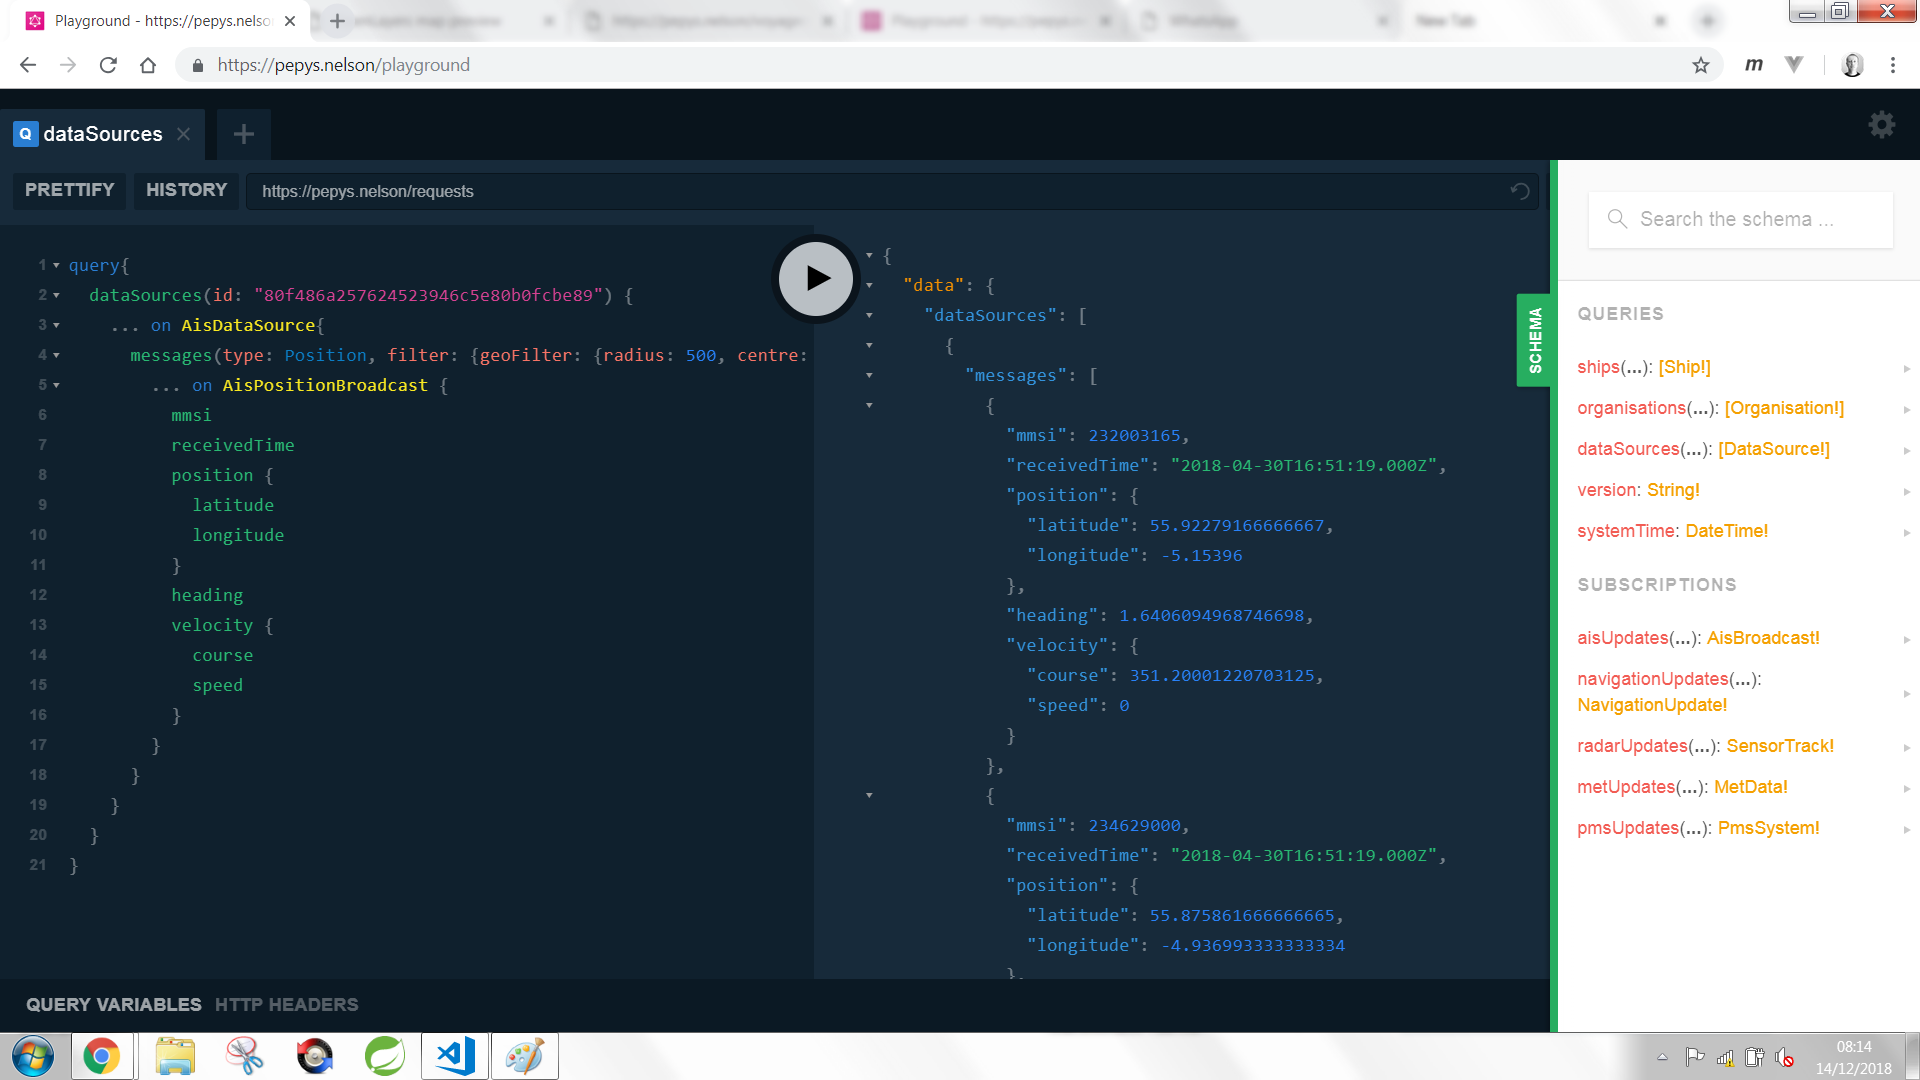 Playground - https://pepys.nelso
New Tab
https://pepys.nelson/playground
m
Q dataSources
PRETTIFY HISTORY https://pepys.nelson/requests
1 query{
2 dataSources(id: "80f486a257624523946c5e80b0fcbe89") {
3 ... on AisDataSource{
4 messages(type: Position, filter: {geoFilter: {radius: 500, centre:
5 ... on AisPositionBroadcast {
6 mmsi
7 receivedTime
8 position {
9 latitude
10 longitude
11 }
12 heading
13 velocity {
14 course
15 speed
16 }
17 }
18 }
19 }
20 }
21 }
{
"data": {
"dataSources": [
{
"messages": [
{
"mmsi": 232003165,
"receivedTime": "2018-04-30T16:51:19.000Z",
"position": {
"latitude": 55.92279166666667,
"longitude": -5.15396
},
"heading": 1.6406094968746698,
"velocity": {
"course": 351.20001220703125,
"speed": 0
}
},
{
"mmsi": 234629000,
"receivedTime": "2018-04-30T16:51:19.000Z",
"position": {
"latitude": 55.875861666666665,
"longitude": -4.936993333333334
},
SCHEMA
Search the schema ...
QUERIES
ships(...): [Ship!]
organisations(...): [Organisation!]
dataSources(...): [DataSource!]
version: String!
systemTime: DateTime!
SUBSCRIPTIONS
aisUpdates(...): AisBroadcast!
navigationUpdates(...):
NavigationUpdate!
radarUpdates(...): SensorTrack!
metUpdates(...): MetData!
pmsUpdates(...): PmsSystem!
QUERY VARIABLES HTTP HEADERS
08:14
14/12/2018